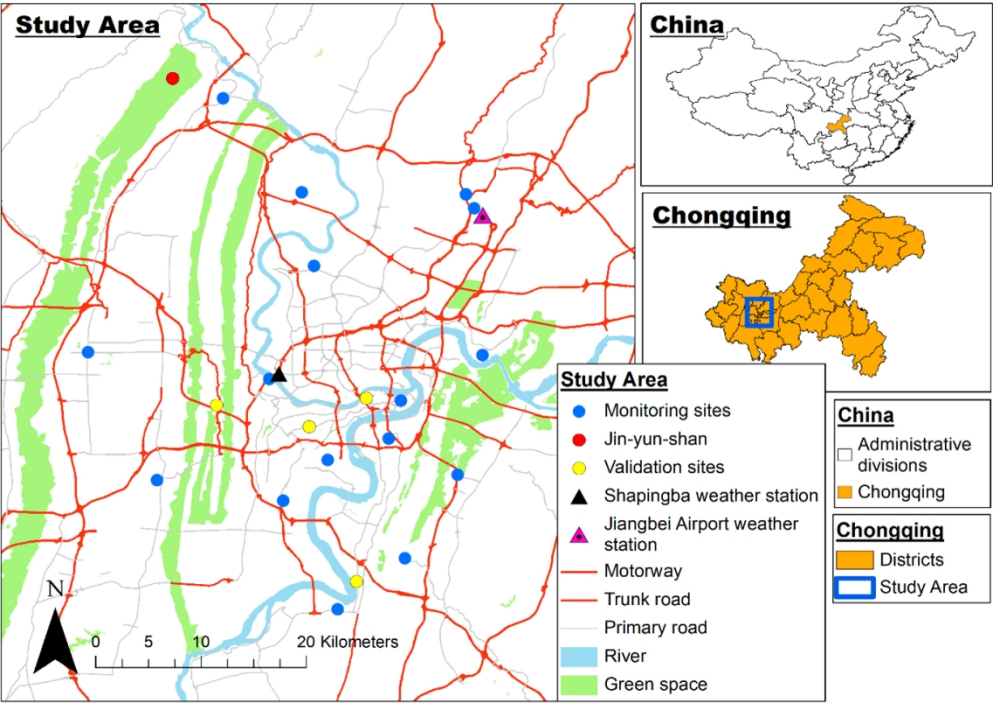 Study Area
China
Chongqing
Study Area
Monitoring sites
Jin-yun-shan
Validation sites
Shapingba weather station
Jiangbei Airport weather
station
Motorway
Trunk road
Primary road
River
Green space
China
Administrative
divisions
Chongqing
Chongqing
Districts
Study Area
N
0 5 10 20 Kilometers